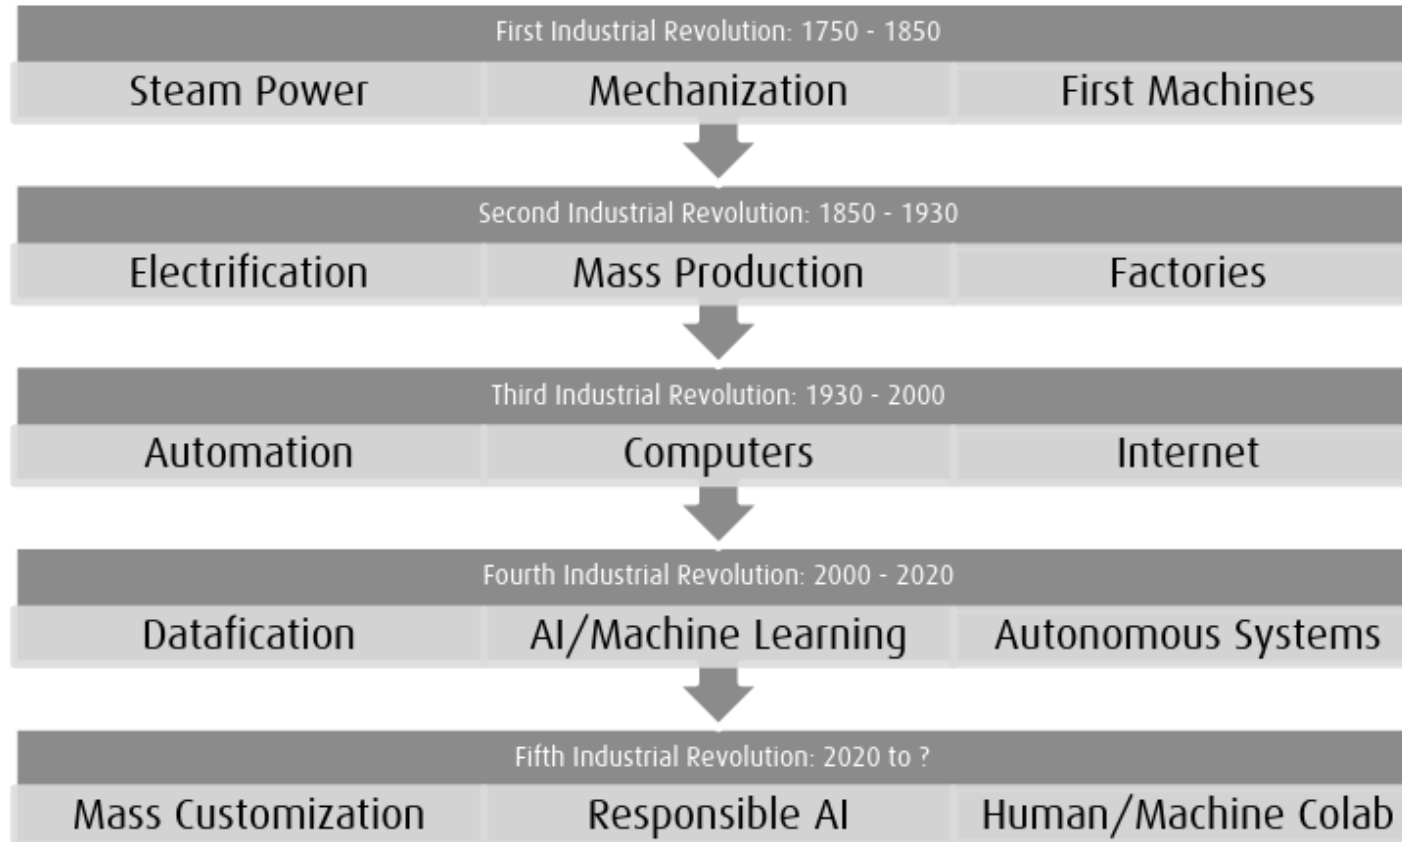 First Industrial Revolution: 1750 - 1850
Steam Power
Mechanization
First Machines
Second Industrial Revolution: 1850 - 1930
Electrification
Mass Production
Factories
Third Industrial Revolution: 1930 - 2000
Automation
Computers
Internet
Fourth Industrial Revolution: 2000 - 2020
Datafication
AI/Machine Learning
Autonomous Systems
Fifth Industrial Revolution: 2020 to ?
Mass Customization
Responsible AI
Human/Machine Colab